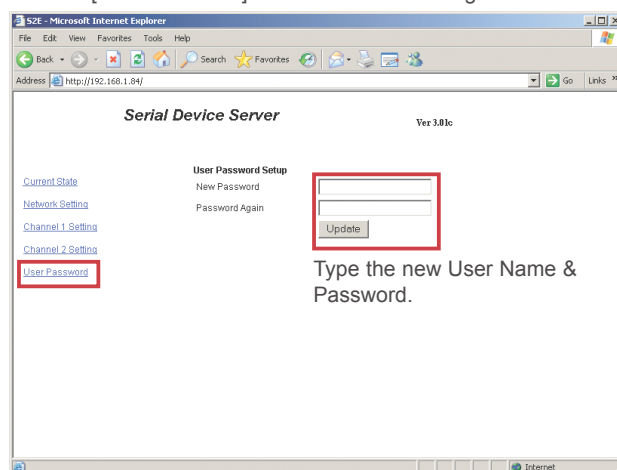 S2E - Microsoft Internet Explorer
File Edit View Favorites Tools Help
Back Search Favorites
Address http://192.168.1.84/ Go Links »
Serial Device Server Ver 3.01c
User Password Setup
Current State New Password
Network Setting Password Again
Channel 1 Setting Update
Channel 2 Setting
User Password
Type the new User Name &
Password.
Internet